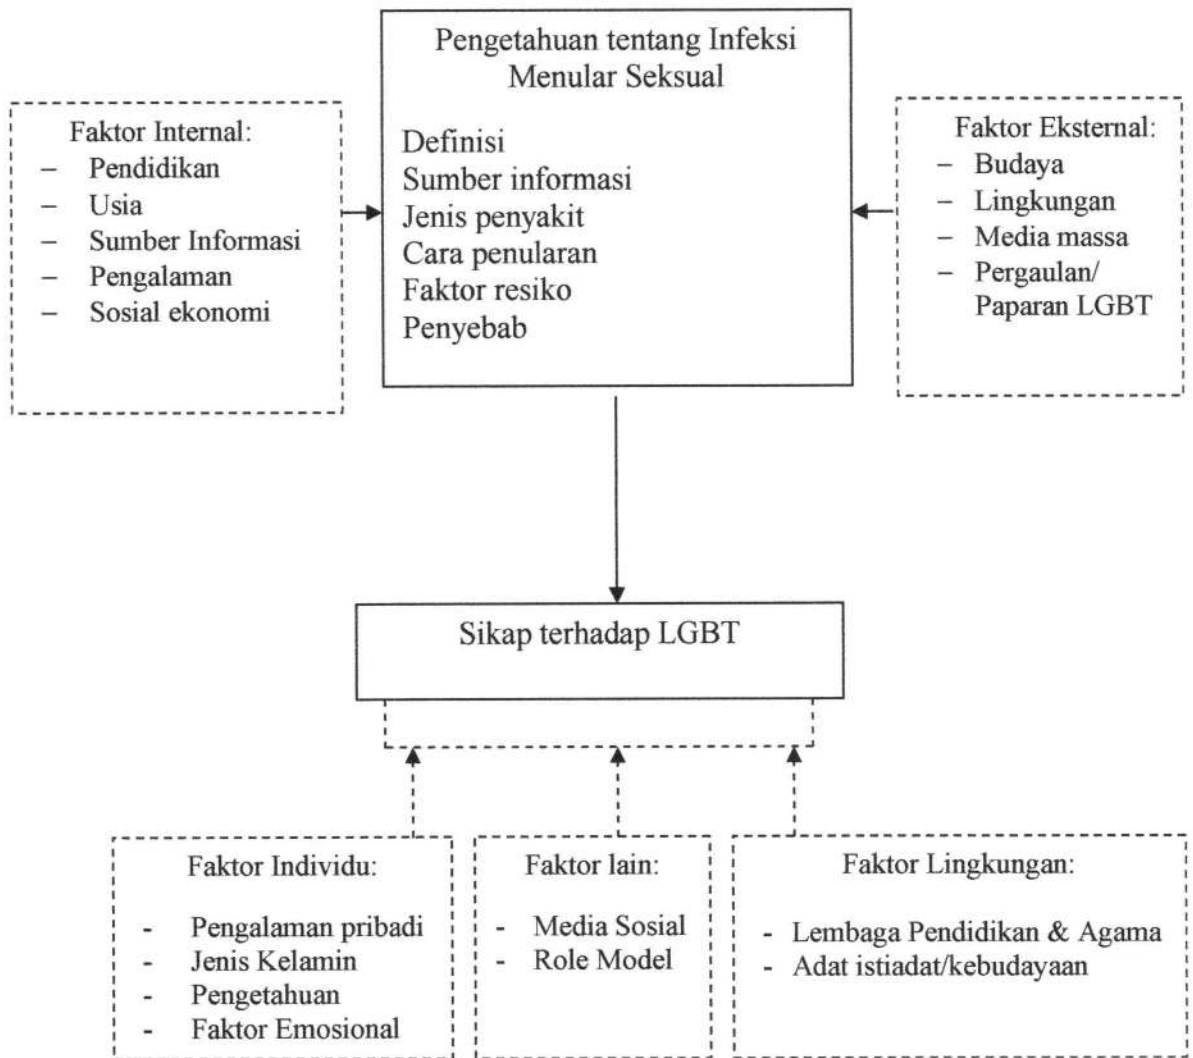 Pengetahuan tentang Infeksi
Menular Seksual
Definisi
Sumber informasi
Jenis penyakit
Cara penularan
Faktor resiko
Penyebab
Faktor Internal:
– Pendidikan
– Usia
– Sumber Informasi
– Pengalaman
– Sosial ekonomi
Faktor Eksternal:
– Budaya
– Lingkungan
– Media massa
– Pergaulan/
Paparan LGBT
Sikap terhadap LGBT
Faktor Individu:
- Pengalaman pribadi
- Jenis Kelamin
- Pengetahuan
- Faktor Emosional
Faktor lain:
- Media Sosial
- Role Model
Faktor Lingkungan:
- Lembaga Pendidikan & Agama
- Adat istiadat/kebudayaan